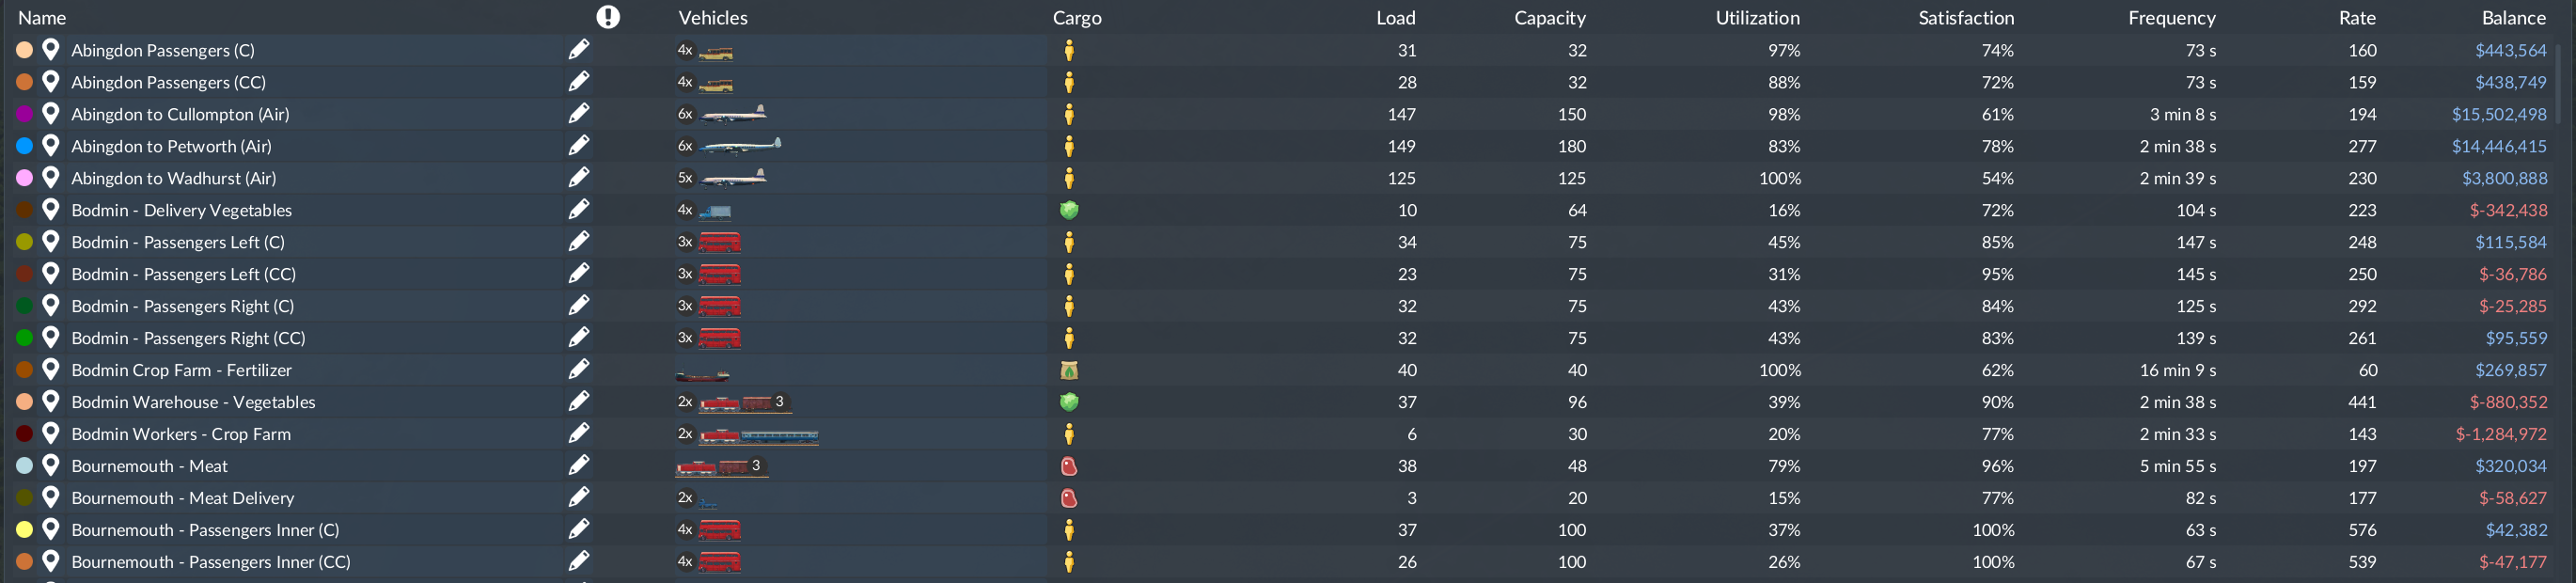 Name ! Vehicles Cargo Load Capacity Utilization Satisfaction Frequency Rate Balance
Abingdon Passengers (C) 4x 31 32 97% 74% 73 s 160 $443,564
Abingdon Passengers (CC) 4x 28 32 88% 72% 73 s 159 $438,749
Abingdon to Cullompton (Air) 6x 147 150 98% 61% 3 min 8 s 194 $15,502,498
Abingdon to Petworth (Air) 6x 149 180 83% 78% 2 min 38 s 277 $14,446,415
Abingdon to Wadhurst (Air) 5x 125 125 100% 54% 2 min 39 s 230 $3,800,888
Bodmin - Delivery Vegetables 4x 10 64 16% 72% 104 s 223 $-342,438
Bodmin - Passengers Left (C) 3x 34 75 45% 85% 147 s 248 $115,584
Bodmin - Passengers Left (CC) 3x 23 75 31% 95% 145 s 250 $-36,786
Bodmin - Passengers Right (C) 3x 32 75 43% 84% 125 s 292 $-25,285
Bodmin - Passengers Right (CC) 3x 32 75 43% 83% 139 s 261 $95,559
Bodmin Crop Farm - Fertilizer 40 40 100% 62% 16 min 9 s 60 $269,857
Bodmin Warehouse - Vegetables 2x 3 37 96 39% 90% 2 min 38 s 441 $-880,352
Bodmin Workers - Crop Farm 2x 6 30 20% 77% 2 min 33 s 143 $-1,284,972
Bournemouth - Meat 3 38 48 79% 96% 5 min 55 s 197 $320,034
Bournemouth - Meat Delivery 2x 3 20 15% 77% 82 s 177 $-58,627
Bournemouth - Passengers Inner (C) 4x 37 100 37% 100% 63 s 576 $42,382
Bournemouth - Passengers Inner (CC) 4x 26 100 26% 100% 67 s 539 $-47,177